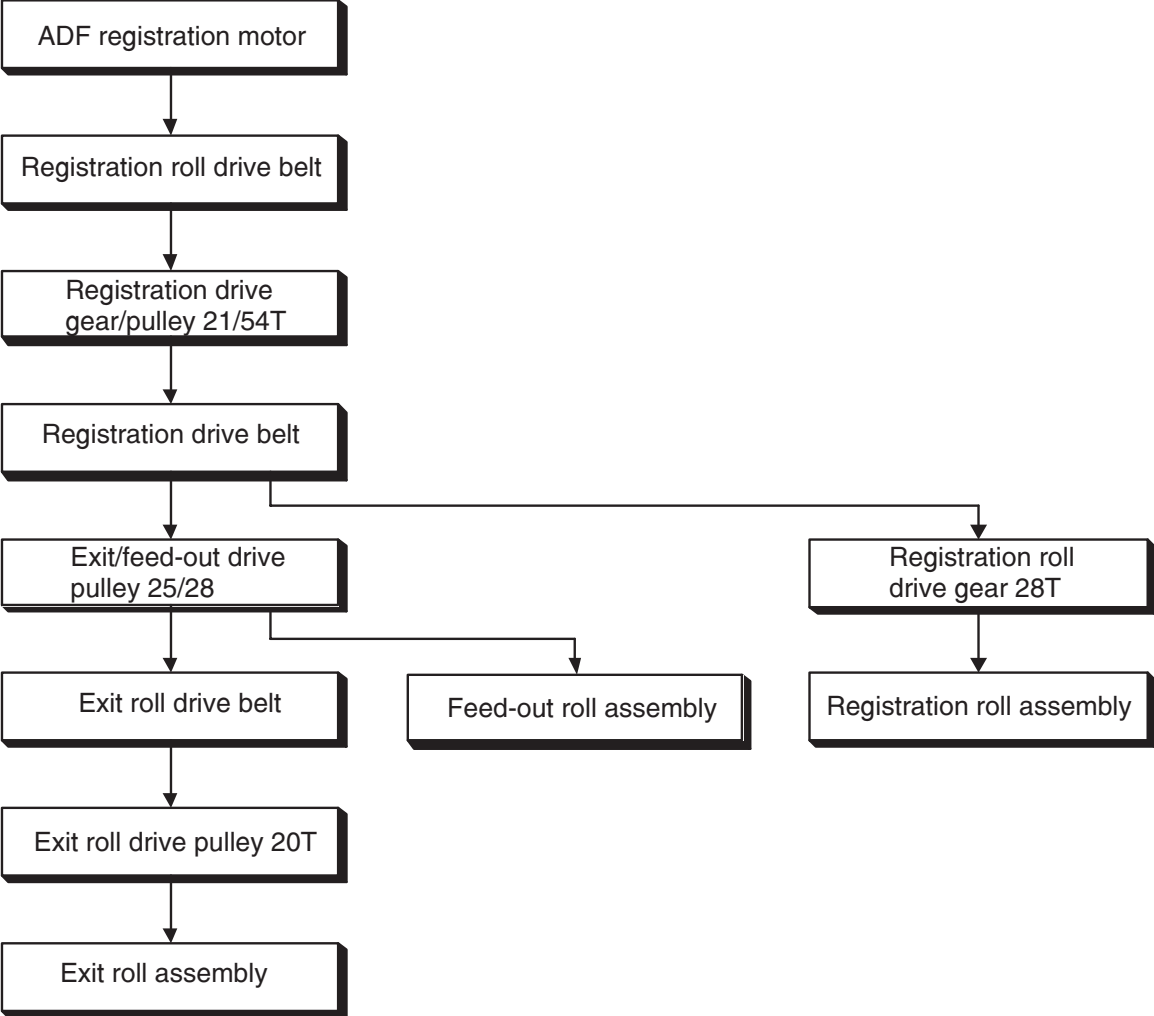 ADF registration motor
Registration roll drive belt
Registration drive
gear/pulley 21/54T
Registration drive belt
Exit/feed-out drive
pulley 25/28
Registration roll
drive gear 28T
Exit roll drive belt
Feed-out roll assembly
Registration roll assembly
Exit roll drive pulley 20T
Exit roll assembly